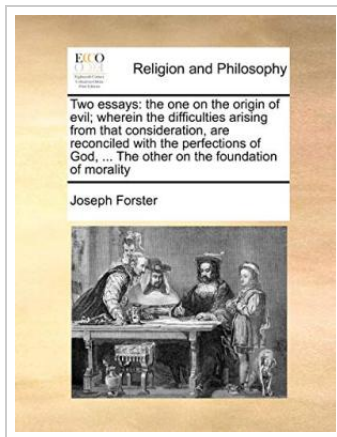 ECCO
Religion and Philosophy
Two essays: the one on the origin of
evil; wherein the difficulties arising
from that consideration, are
reconciled with the perfections of
God, ... The other on the foundation
of morality
Joseph Forster